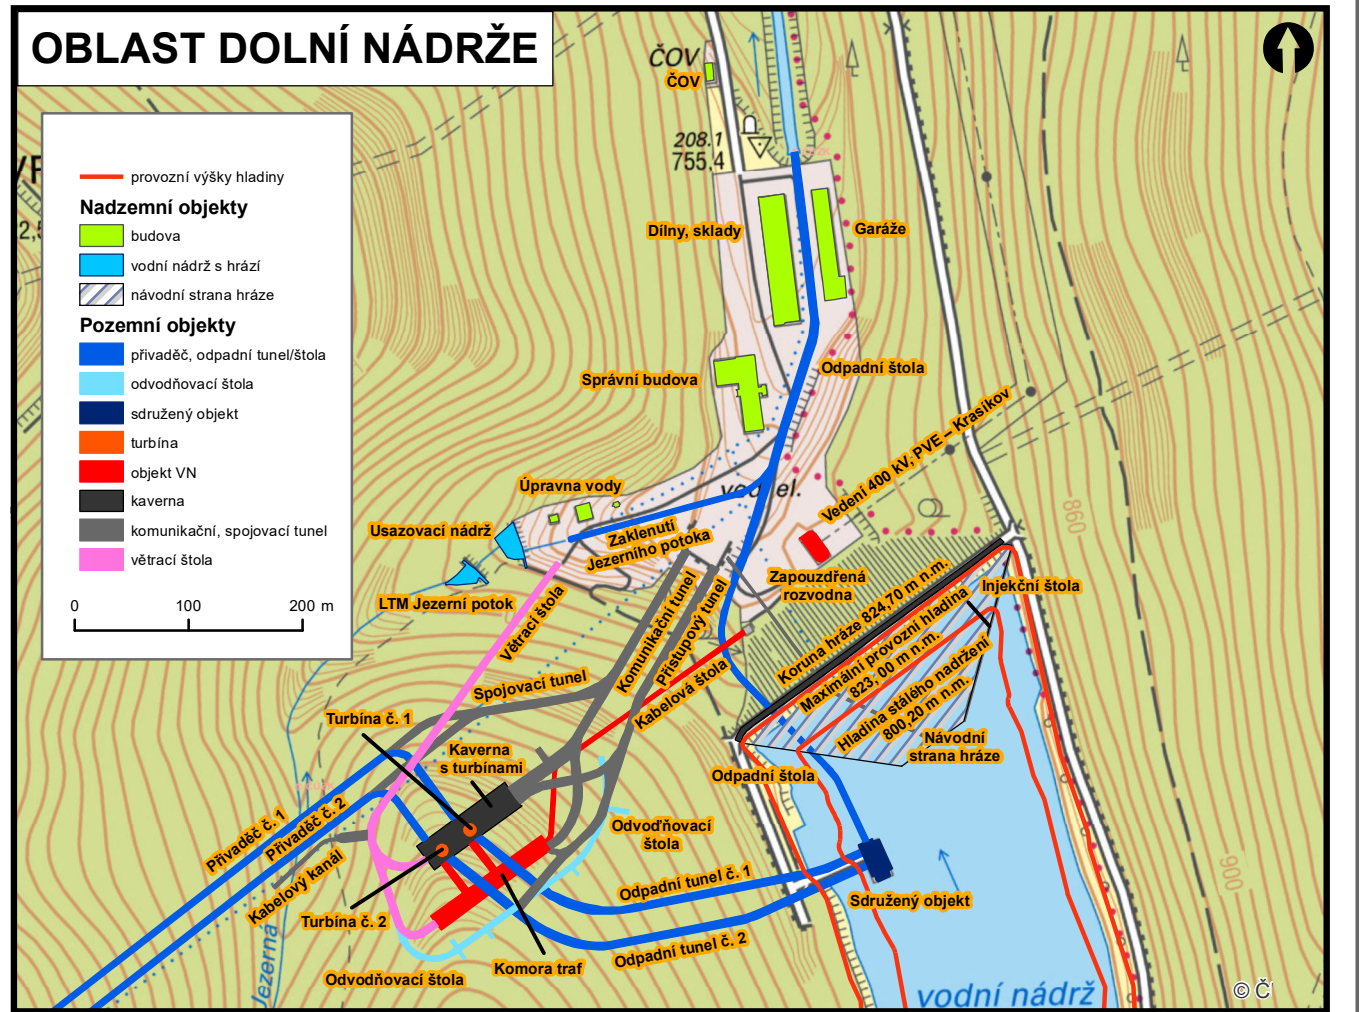 OBLAST DOLNÍ NÁDRŽE
provozní výšky hladiny
Nadzemní objekty
budova
vodní nádrž s hrází
návodní strana hráze
Pozemní objekty
přivaděč, odpadní tunel/štola
odvodňovací štola
sdružený objekt
turbína
objekt VN
kaverna
komunikační, spojovací tunel
větrací štola
0 100 200 m
ČOV
ČOV
208.1
755,4
Dílny, sklady
Garáže
Správní budova
Odpadní štola
Vedení 400 kV, PVE – Krasíkov
Úpravna vody
Usazovací nádrž
Zaklenutí
Jezerního potoka
LTM Jezerní potok
Zapouzdřená
rozvodna
860
Injekční štola
Větrací štola
Komunikační tunel
Přístupový tunel
Kabelová štola
Spojovací tunel
Koruna hráze 824,70 m n.m.
Maximální provozní hladina
823, 00 m n.m.
Hladina stálého nadržení
800,20 m n.m.
Návodní
strana hráze
Turbína č. 1
Kaverna
s turbínami
Odpadní štola
Přivaděč č. 1
Přivaděč č. 2
Kabelový kanál
Odvoďňovací
štola
900
Odpadní tunel č. 1
Sdružený objekt
Turbína č. 2
Odpadní tunel č. 2
Komora traf
Odvodňovací štola
Jezerná
vodní nádrž
© Č